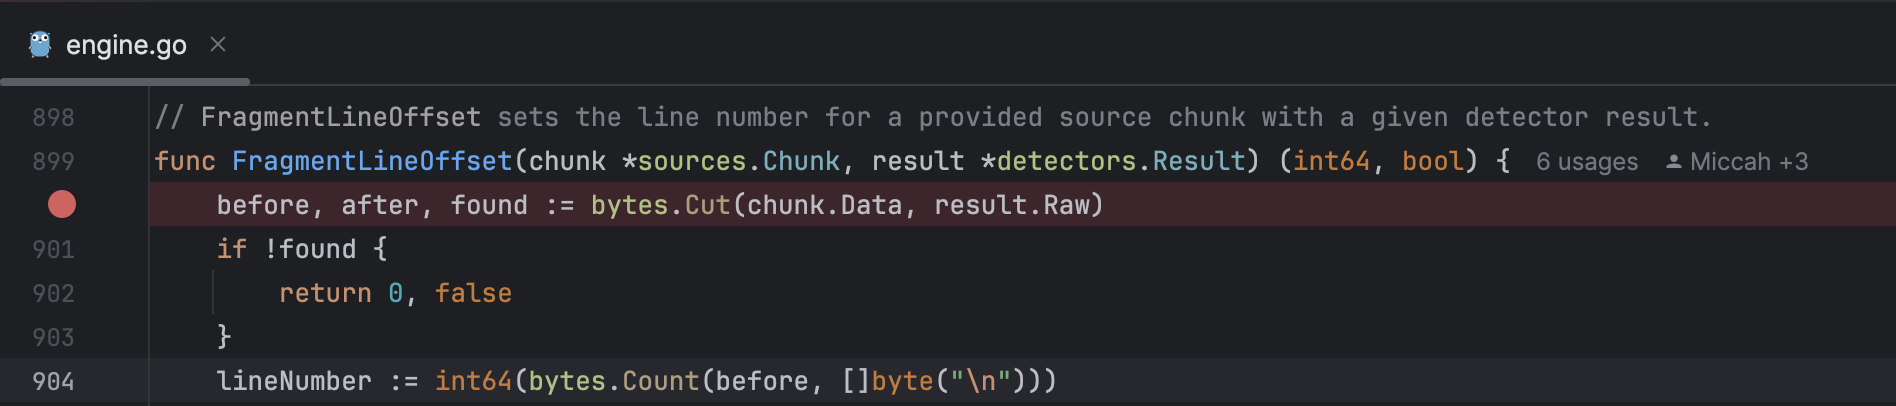 engine.go
898 // FragmentLineOffset sets the line number for a provided source chunk with a given detector result.
899 func FragmentLineOffset(chunk *sources.Chunk, result *detectors.Result) (int64, bool) { 6 usages Miccah +3
before, after, found := bytes.Cut(chunk.Data, result.Raw)
901 if !found {
902 return 0, false
903 }
904 lineNumber := int64(bytes.Count(before, []byte("\n")))